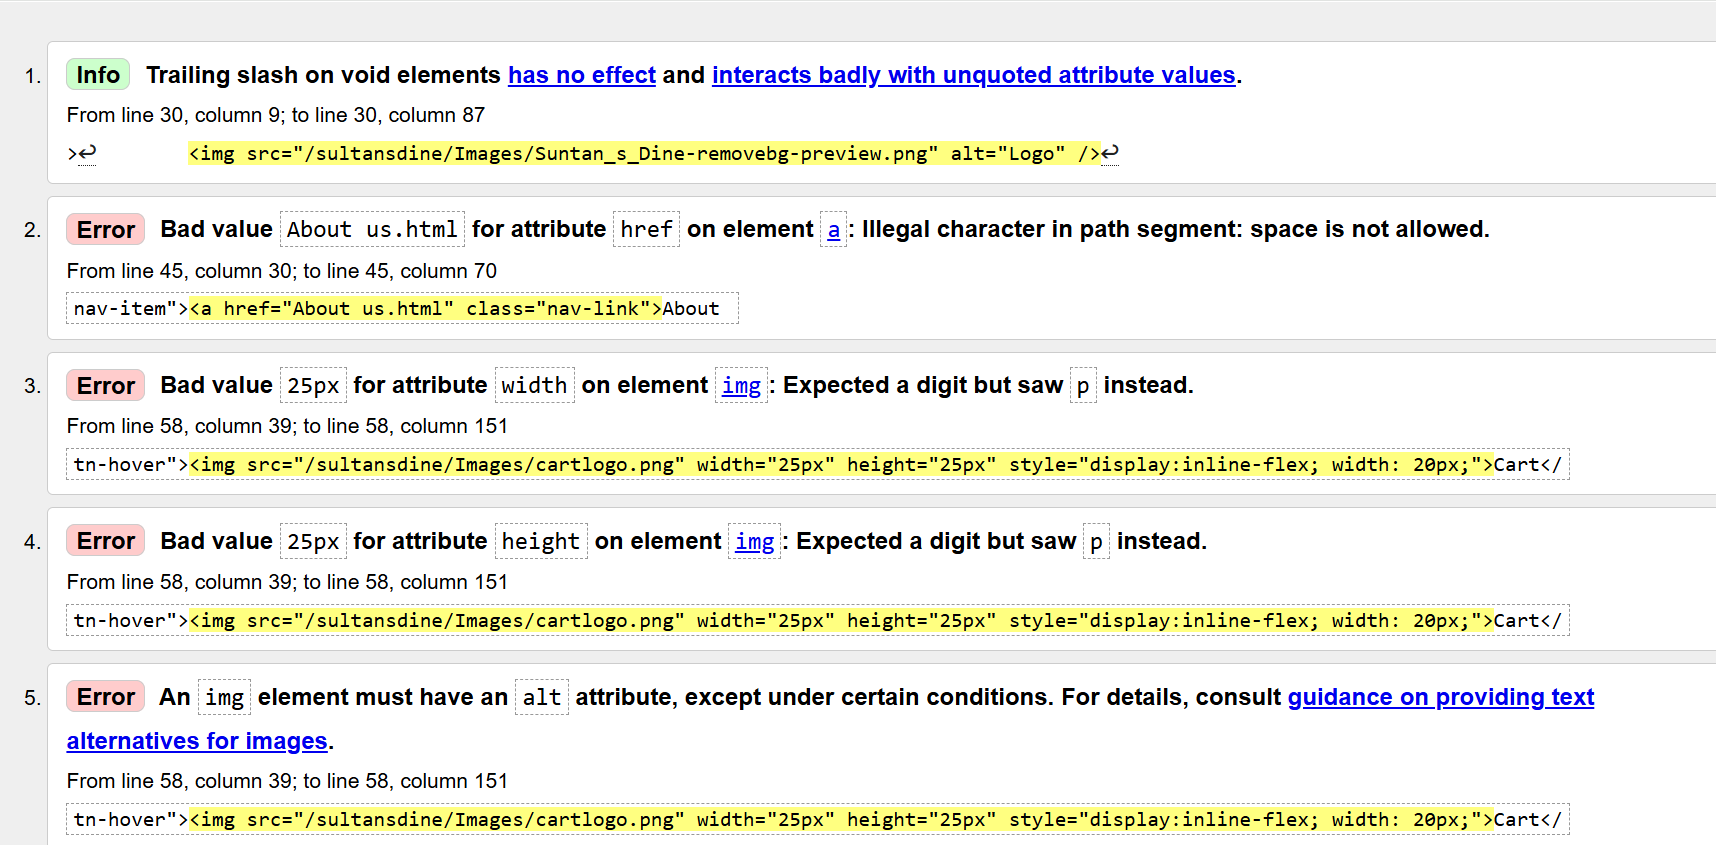 1. Info Trailing slash on void elements has no effect and interacts badly with unquoted attribute values.
From line 30, column 9; to line 30, column 87
>↩ <img src="/sultansdine/Images/Suntan_s_Dine-removebg-preview.png" alt="Logo" />↩
2. Error Bad value About us.html for attribute href on element a: Illegal character in path segment: space is not allowed.
From line 45, column 30; to line 45, column 70
nav-item"><a href="About us.html" class="nav-link">About
3. Error Bad value 25px for attribute width on element img: Expected a digit but saw p instead.
From line 58, column 39; to line 58, column 151
tn-hover"><img src="/sultansdine/Images/cartlogo.png" width="25px" height="25px" style="display:inline-flex; width: 20px;">Cart</
4. Error Bad value 25px for attribute height on element img: Expected a digit but saw p instead.
From line 58, column 39; to line 58, column 151
tn-hover"><img src="/sultansdine/Images/cartlogo.png" width="25px" height="25px" style="display:inline-flex; width: 20px;">Cart</
5. Error An img element must have an alt attribute, except under certain conditions. For details, consult guidance on providing text
alternatives for images.
From line 58, column 39; to line 58, column 151
tn-hover"><img src="/sultansdine/Images/cartlogo.png" width="25px" height="25px" style="display:inline-flex; width: 20px;">Cart</